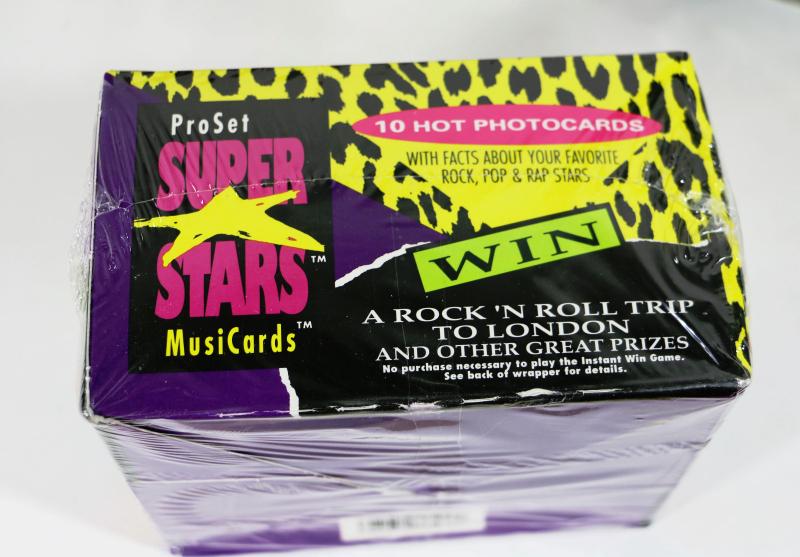 ProSet
SUPER
STARS™
MusiCards™
10 HOT PHOTOCARDS
WITH FACTS ABOUT YOUR FAVORITE
ROCK, POP & RAP STARS
WIN
A ROCK 'N ROLL TRIP
TO LONDON
AND OTHER GREAT PRIZES
No purchase necessary to play the Instant Win Game.
See back of wrapper for details.